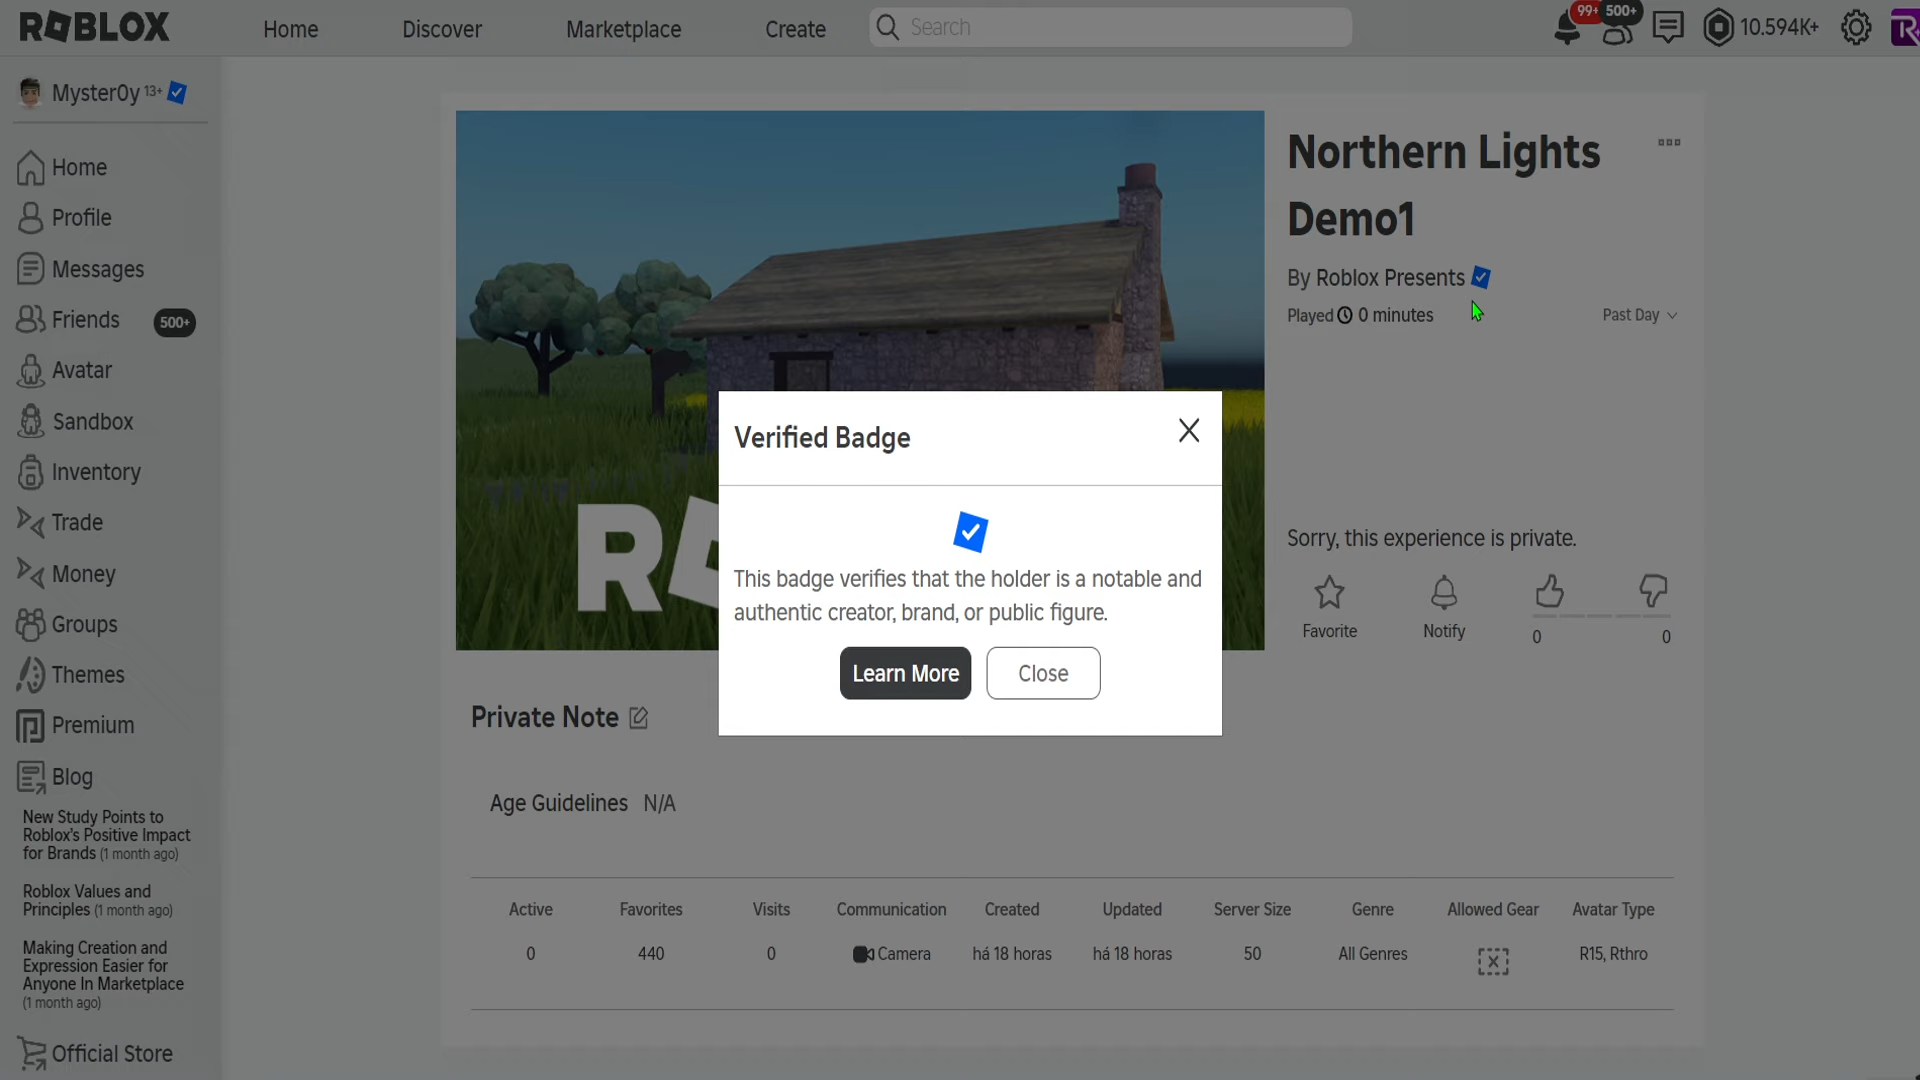 ROBLOX
Home
Discover
Marketplace
Create
Search
99+
500+
10.594K+
Myster0y 13+
Home
Profile
Messages
Friends
500+
Avatar
Sandbox
Inventory
Trade
Money
Groups
Themes
Premium
Blog
New Study Points to
Roblox's Positive Impact
for Brands (1 month ago)
Roblox Values and
Principles (1 month ago)
Making Creation and
Expression Easier for
Anyone In Marketplace
(1 month ago)
Official Store
Northern Lights
Demo1
By Roblox Presents
Played 0 minutes
Past Day
Sorry, this experience is private.
Favorite
Notify
0
0
Verified Badge
This badge verifies that the holder is a notable and
authentic creator, brand, or public figure.
Learn More
Close
Private Note
Age Guidelines N/A
Active
Favorites
Visits
Communication
Created
Updated
Server Size
Genre
Allowed Gear
Avatar Type
0
440
0
Camera
há 18 horas
há 18 horas
50
All Genres
R15, Rthro